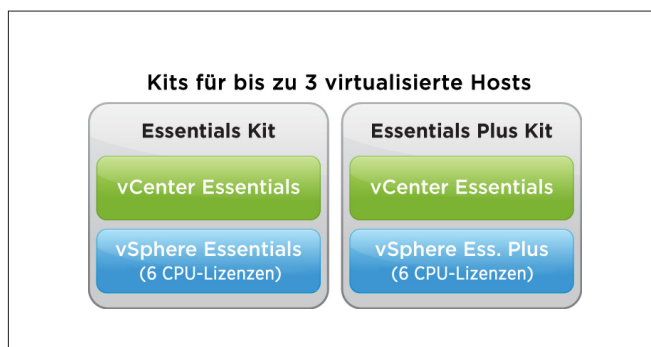 Kits für bis zu 3 virtualisierte Hosts
Essentials Kit
vCenter Essentials
vSphere Essentials
(6 CPU-Lizenzen)
Essentials Plus Kit
vCenter Essentials
vSphere Ess. Plus
(6 CPU-Lizenzen)